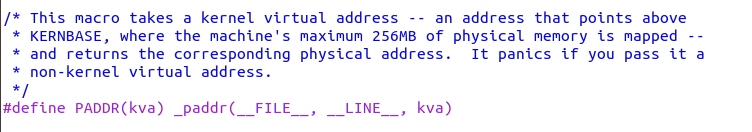 /* This macro takes a kernel virtual address -- an address that points above
 * KERNBASE, where the machine's maximum 256MB of physical memory is mapped --
 * and returns the corresponding physical address.  It panics if you pass it a
 * non-kernel virtual address.
 */
#define PADDR(kva) _paddr(__FILE__, __LINE__, kva)